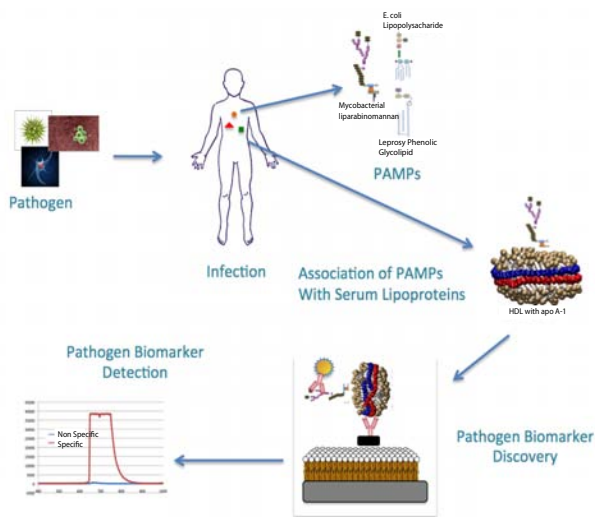 E. coli
Lipopolysacharide
Mycobacterial
liparabinomannan
Leprosy Phenolic
Glycolipid
PAMPs
Pathogen
Infection
Association of PAMPs
With Serum Lipoproteins
HDL with apo A-1
Pathogen Biomarker
Detection
Non Specific
Specific
Pathogen Biomarker
Discovery